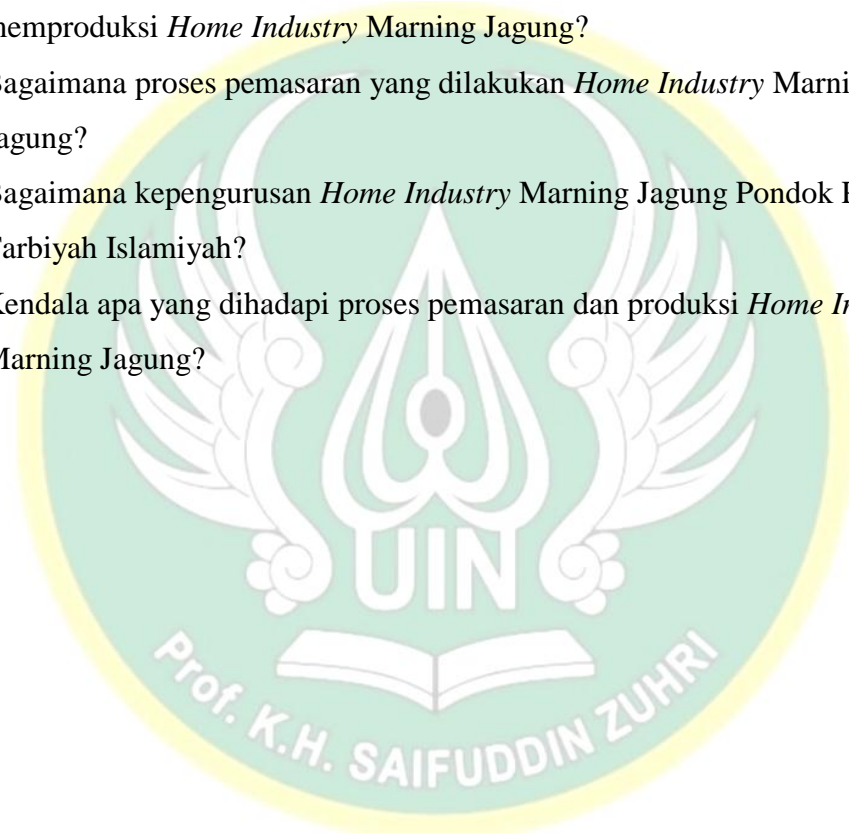 memproduksi Home Industry Marning Jagung?
Bagaimana proses pemasaran yang dilakukan Home Industry
Jagung?
Bagaimana kepengurusan Home Industry Marning Jagung Pondok
Tarbiyah Islamiyah?
Kendala apa yang dihadapi proses pemasaran dan produksi Home
Marning Jagung?
UIN
Prof. K.H. SAIFUDDIN ZUHRI